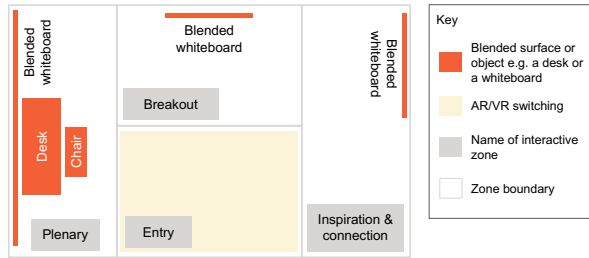 Blended
whiteboard
Desk
Chair
Plenary
Blended
whiteboard
Breakout
Entry
Blended
whiteboard
Inspiration &
connection
Key
Blended surface or
object e.g. a desk or
a whiteboard
AR/VR switching
Name of interactive
zone
Zone boundary